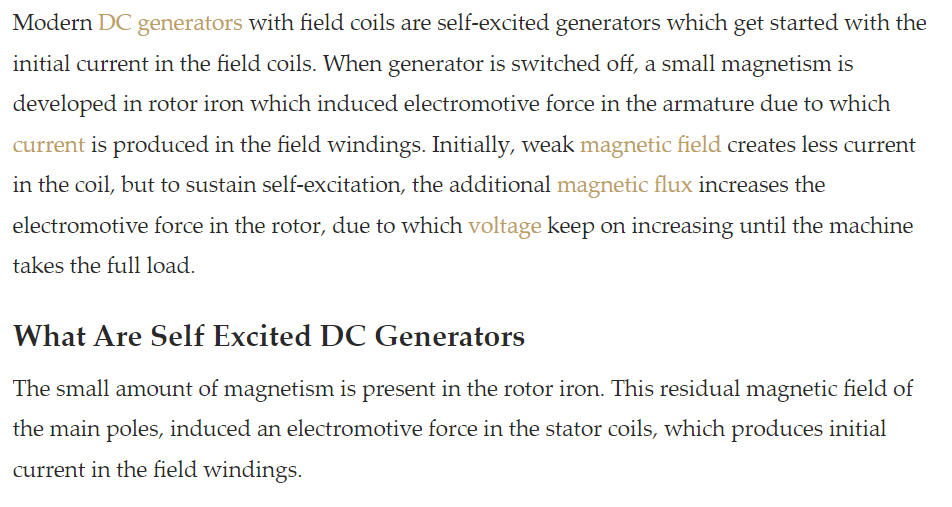 Modern DC generators with field coils are self-excited generators which get started with the
initial current in the field coils. When generator is switched off, a small magnetism is
developed in rotor iron which induced electromotive force in the armature due to which
current is produced in the field windings. Initially, weak magnetic field creates less current
in the coil, but to sustain self-excitation, the additional magnetic flux increases the
electromotive force in the rotor, due to which voltage keep on increasing until the machine
takes the full load.
What Are Self Excited DC Generators
The small amount of magnetism is present in the rotor iron. This residual magnetic field of
the main poles, induced an electromotive force in the stator coils, which produces initial
current in the field windings.